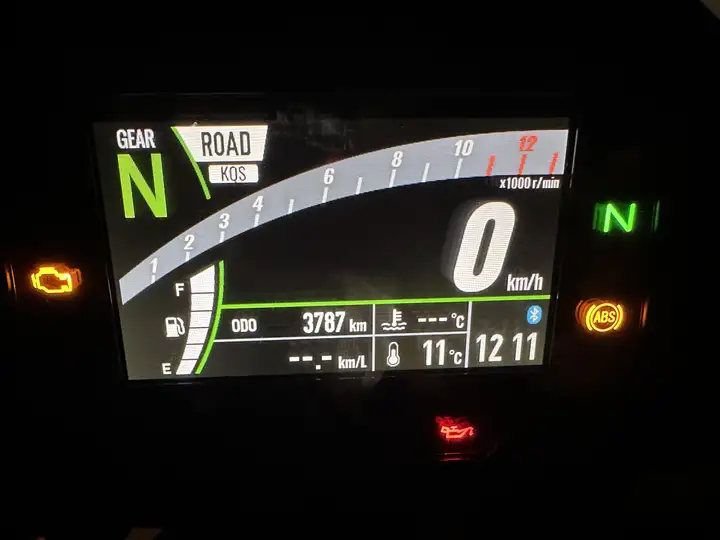 GEAR
N
ROAD
KQS
1
2
3
4
6
8
10
12
x1000 r/min
0
km/h
N
F
E
ODO 3787 km
--.- km/L
--- °C
11 °C
12 11
ABS